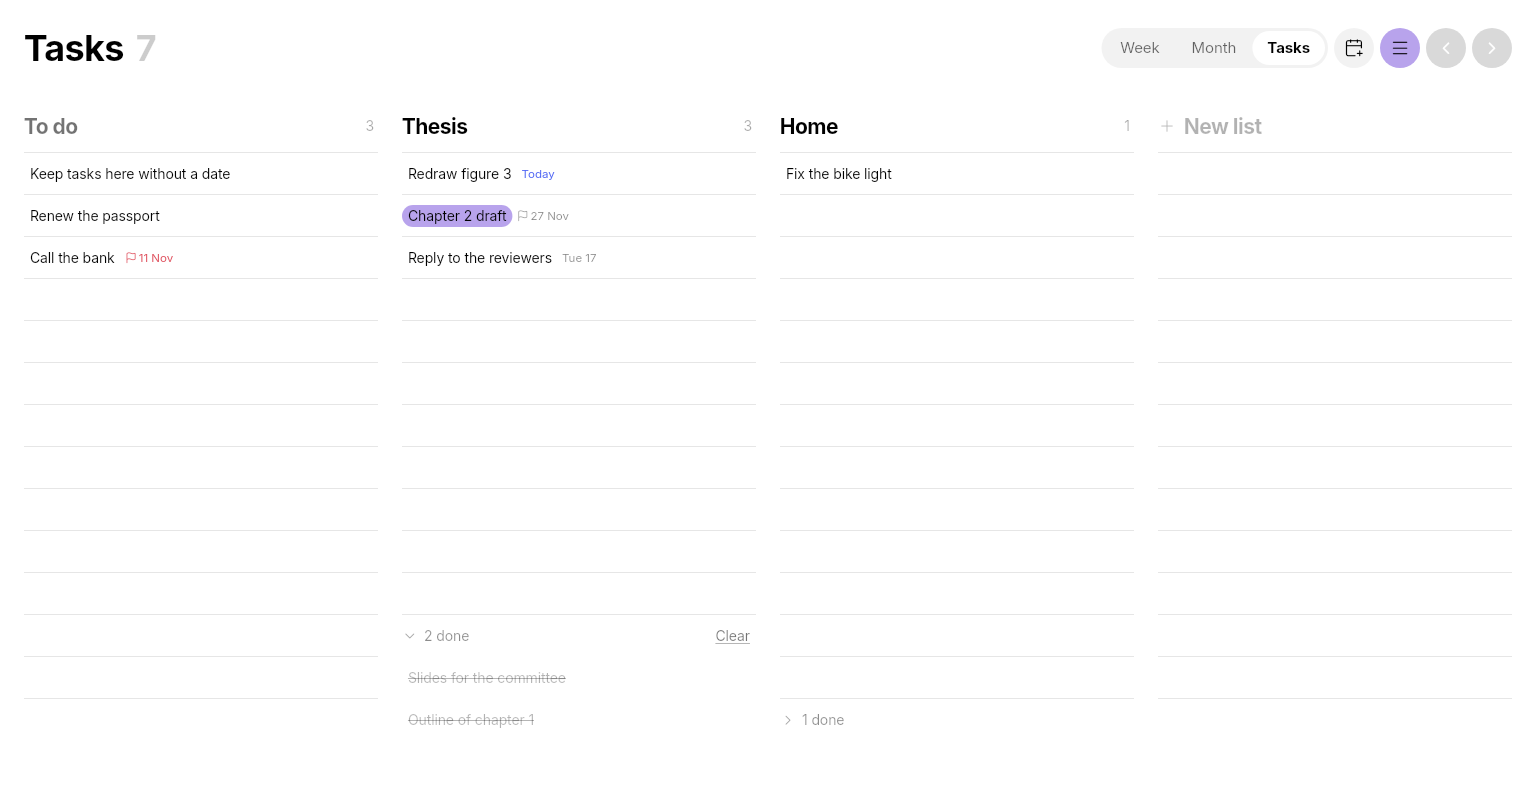 Tasks 7
Week Month Tasks
To do 3
Keep tasks here without a date
Renew the passport
Call the bank 11 Nov
Thesis 3
Redraw figure 3 Today
Chapter 2 draft 27 Nov
Reply to the reviewers Tue 17
2 done Clear
Slides for the committee
Outline of chapter 1
Home 1
Fix the bike light
1 done
New list